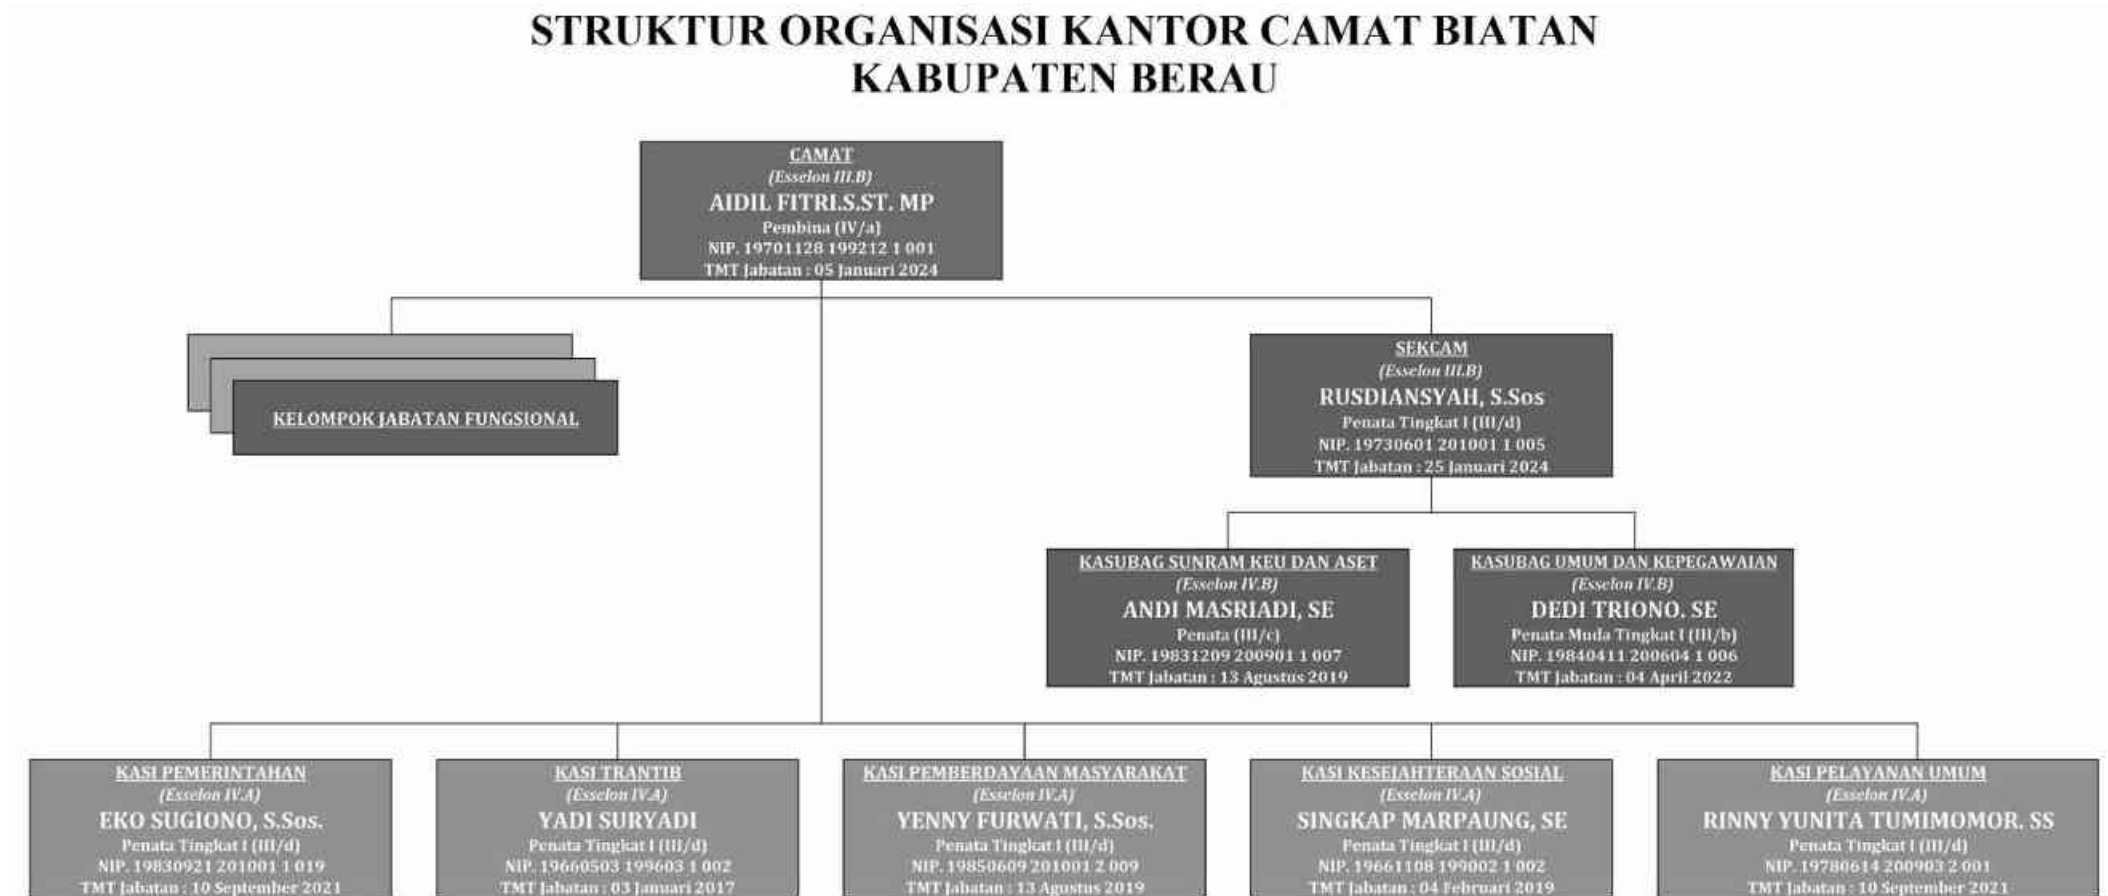 STRUKTUR ORGANISASI KANTOR CAMAT BIATAN
KABUPATEN BERAU
CAMAT
(Esselon III.B)
AIDIL FITRI.S.ST. MP
Pembina (IV/a)
NIP. 19701128 199212 1 001
TMT Jabatan : 05 Januari 2024
KELOMPOK JABATAN FUNGSIONAL
SEKCAM
(Esselon III.B)
RUSDIANSYAH, S.Sos
Penata Tingkat I (III/d)
NIP. 19730601 201001 1 005
TMT Jabatan : 25 Januari 2024
KASUBAG SUNRAM KEU DAN ASET
(Esselon IV.B)
ANDI MASRIADI, SE
Penata (III/c)
NIP. 19831209 200901 1 007
TMT Jabatan : 13 Agustus 2019
KASUBAG UMUM DAN KEPEGAWAIAN
(Esselon IV.B)
DEDI TRIONO. SE
Penata Muda Tingkat I (III/b)
NIP. 19840411 200604 1 006
TMT Jabatan : 04 April 2022
KASI PEMERINTAHAN
(Esselon IV.A)
EKO SUGIONO, S.Sos.
Penata Tingkat I (III/d)
NIP. 19830921 201001 1 019
TMT Jabatan : 10 September 2021
KASI TRANTIB
(Esselon IV.A)
YADI SURYADI
Penata Tingkat I (III/d)
NIP. 19660503 199603 1 002
TMT Jabatan : 03 Januari 2017
KASI PEMBERDAYAAN MASYARAKAT
(Esselon IV.A)
YENNY FURWATI, S.Sos.
Penata Tingkat I (III/d)
NIP. 19850609 201001 2 009
TMT Jabatan : 13 Agustus 2019
KASI KESEJAHTERAAN SOSIAL
(Esselon IV.A)
SINGKAP MARPAUNG, SE
Penata Tingkat I (III/d)
NIP. 19661108 199002 1 002
TMT Jabatan : 04 Februari 2019
KASI PELAYANAN UMUM
(Esselon IV.A)
RINNY YUNITA TUMIMOMOR. SS
Penata Tingkat I (III/d)
NIP. 19780614 200903 2 001
TMT Jabatan : 10 September 2021